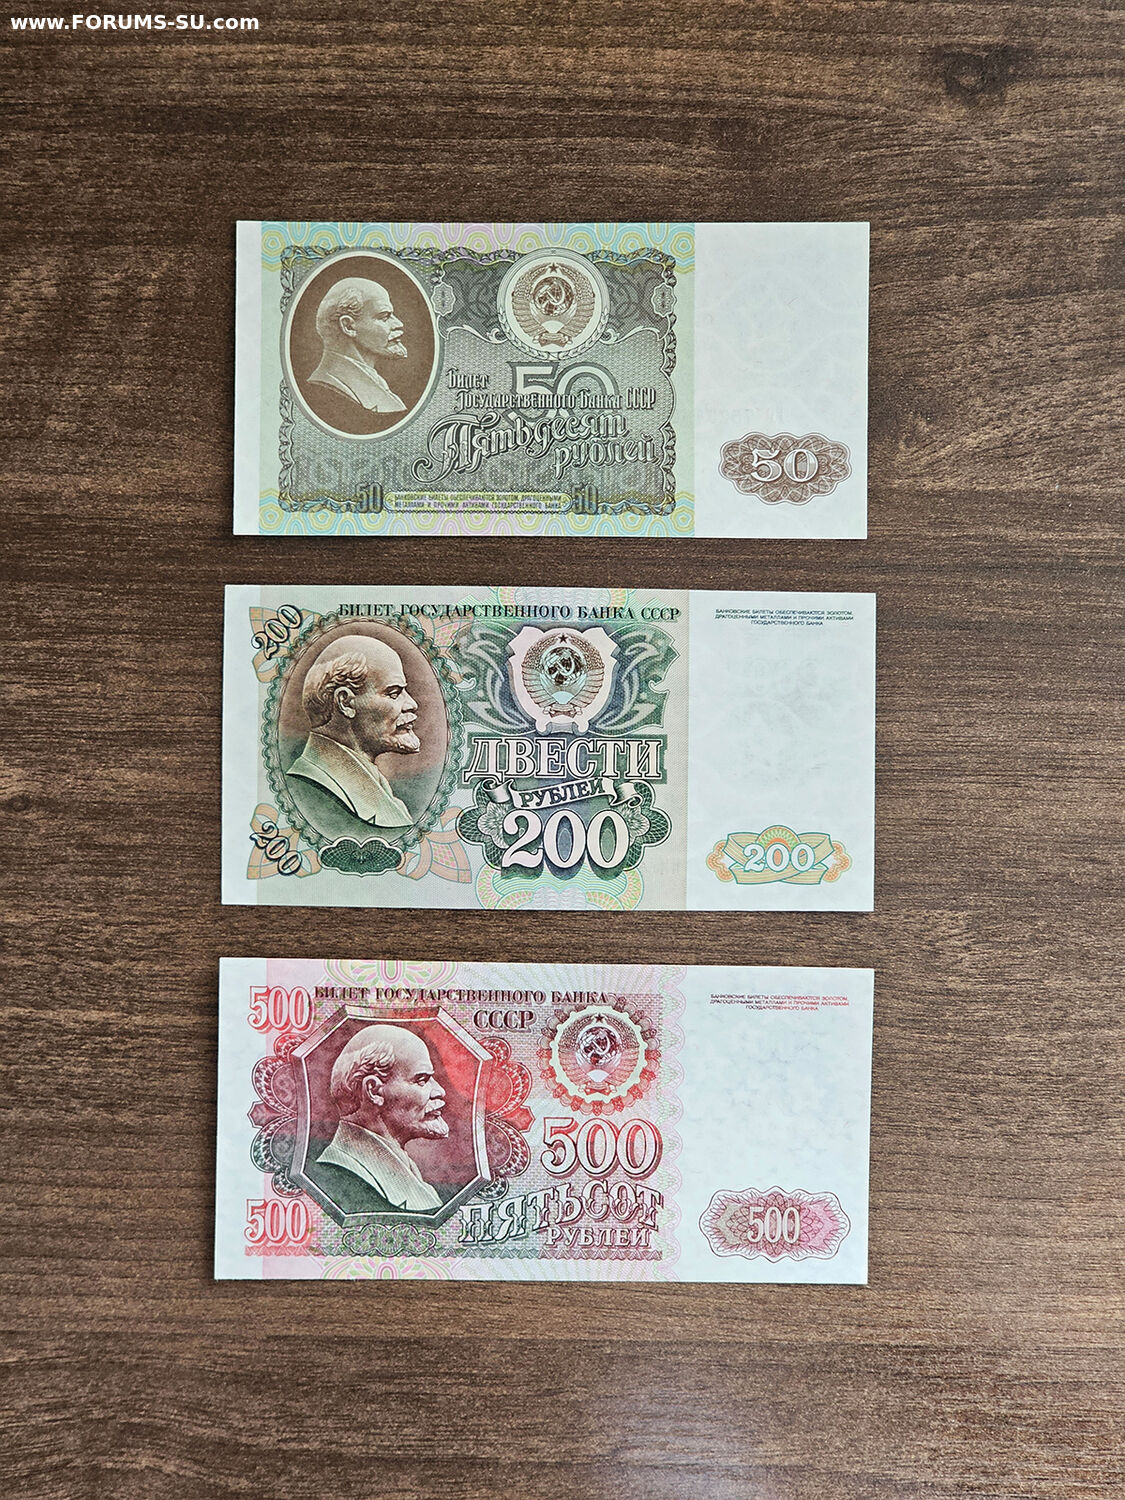 www.FORUMS-SU.com
50
Билет
Государственного Банка СССР
Пятьдесят
рублей
50
50 БАНКОВСКИЕ БИЛЕТЫ ОБЕСПЕЧИВАЮТСЯ ЗОЛОТОМ, ДРАГОЦЕННЫМИ 50
МЕТАЛЛАМИ И ПРОЧИМИ АКТИВАМИ ГОСУДАРСТВЕННОГО БАНКА
200
БИЛЕТ ГОСУДАРСТВЕННОГО БАНКА СССР
БАНКОВСКИЕ БИЛЕТЫ ОБЕСПЕЧИВАЮТСЯ ЗОЛОТОМ,
ДРАГОЦЕННЫМИ МЕТАЛЛАМИ И ПРОЧИМИ АКТИВАМИ
ГОСУДАРСТВЕННОГО БАНКА
ДВЕСТИ
РУБЛЕЙ
200
200
200
500
БИЛЕТ ГОСУДАРСТВЕННОГО БАНКА
СССР
БАНКОВСКИЕ БИЛЕТЫ ОБЕСПЕЧИВАЮТСЯ ЗОЛОТОМ,
ДРАГОЦЕННЫМИ МЕТАЛЛАМИ И ПРОЧИМИ АКТИВАМИ
ГОСУДАРСТВЕННОГО БАНКА
500
ПЯТЬСОТ
РУБЛЕЙ
500
500